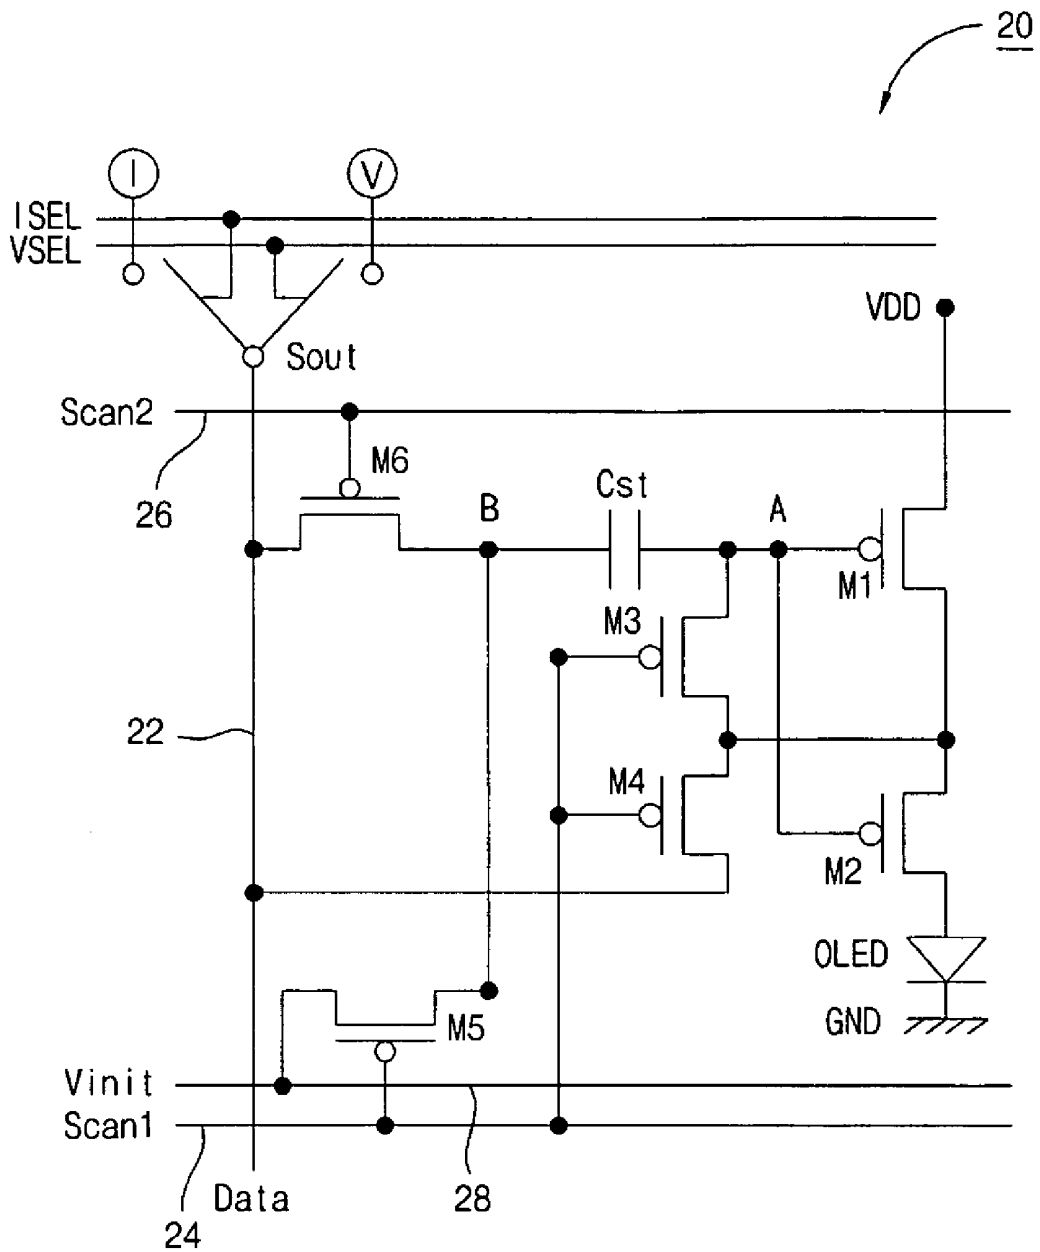 20
I
V
ISEL
VSEL
VDD
Sout
Scan2
M6
Cst
26
B
A
M1
M3
22
M4
M2
OLED
M5
GND
Vinit
Scan1
28
Data
24